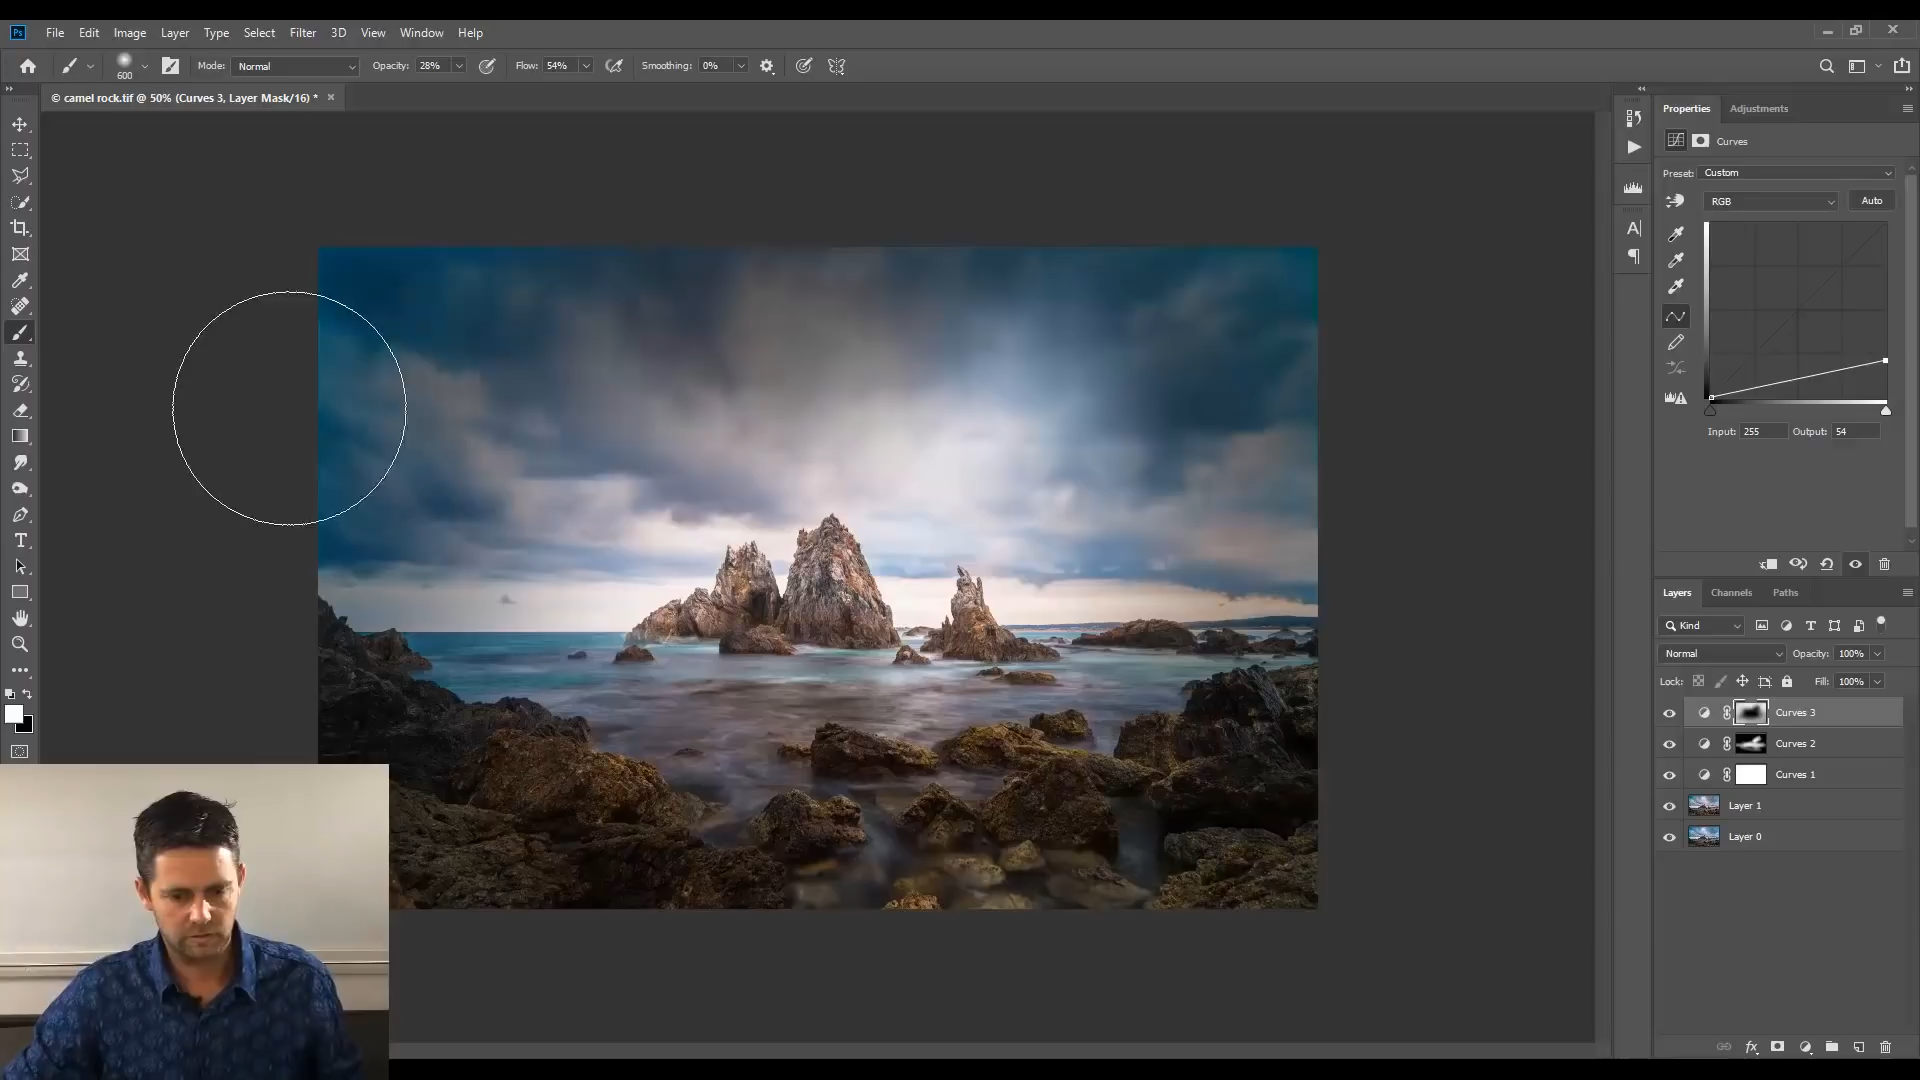 Ps File Edit Image Layer Type Select Filter 3D View Window Help
600 Mode: Normal Opacity: 28% Flow: 54% Smoothing: 0%
© camel rock.tif @ 50% (Curves 3, Layer Mask/16) * ×
Properties Adjustments
Curves
Preset: Custom
RGB Auto
Input: 255 Output: 54
Layers Channels Paths
Kind
Normal Opacity: 100%
Lock: Fill: 100%
Curves 3
Curves 2
Curves 1
Layer 1
Layer 0